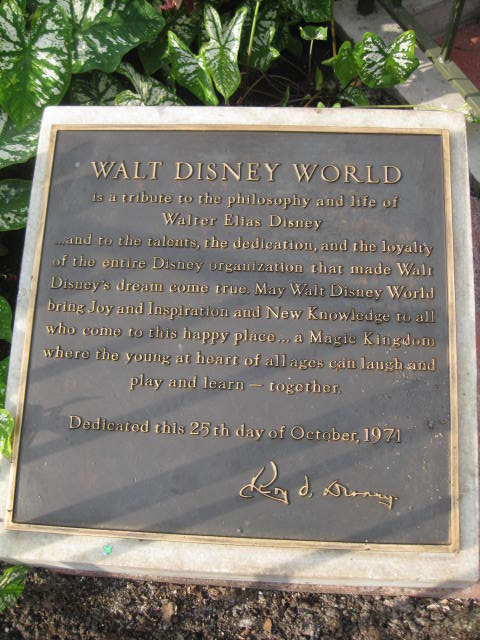 WALT DISNEY WORLD
is a tribute to the philosophy and life of
Walter Elias Disney
...and to the talents, the dedication, and the loyalty
of the entire Disney organization that made Walt
Disney's dream come true. May Walt Disney World
bring Joy and Inspiration and New Knowledge to all
who come to this happy place... a Magic Kingdom
where the young at heart of all ages can laugh and
play and learn — together.
Dedicated this 25th day of October, 1971
Roy O. Disney